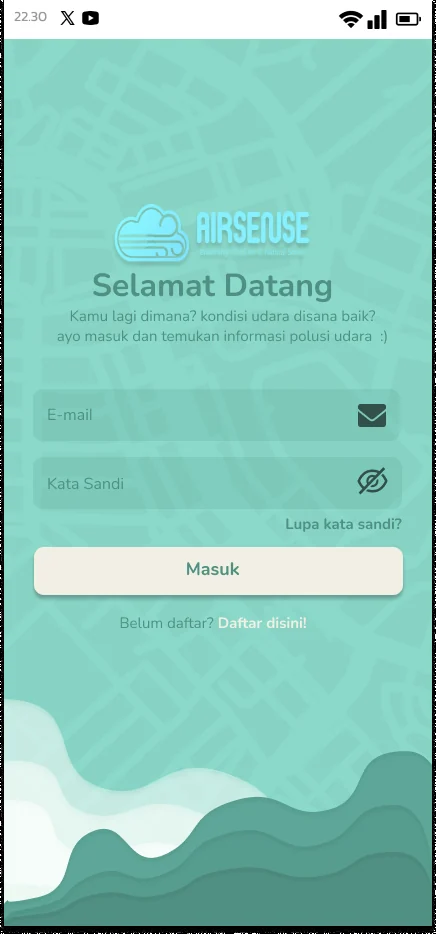 22.30
AIRSENSE
Selamat Datang
Kamu lagi dimana? kondisi udara disana baik?
ayo masuk dan temukan informasi polusi udara :)
E-mail
Kata Sandi
Lupa kata sandi?
Masuk
Belum daftar? Daftar disini!